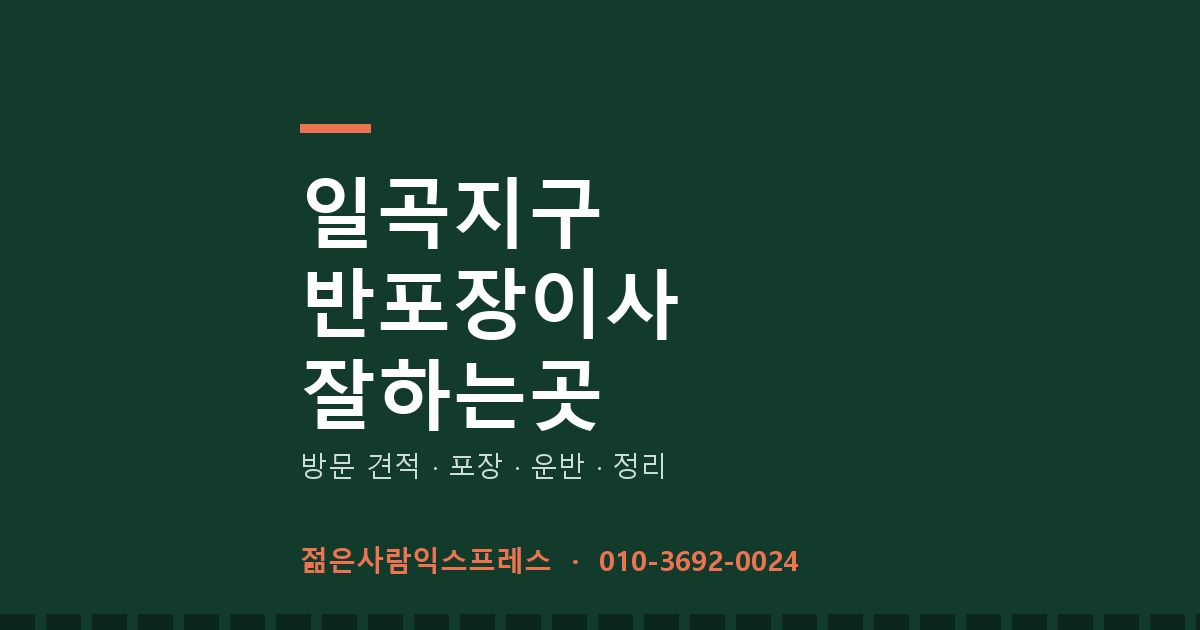 일곡지구
반포장이사
잘하는곳
방문 견적 · 포장 · 운반 · 정리
젊은사람익스프레스 · 010-3692-0024